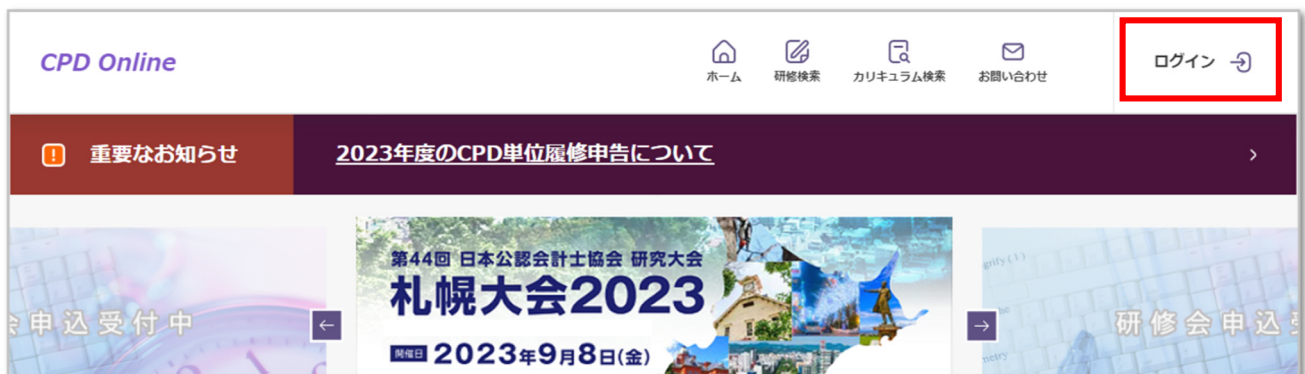 CPD Online
ホーム
研修検索
カリキュラム検索
お問い合わせ
ログイン
重要なお知らせ
2023年度のCPD単位履修申告について
第44回 日本公認会計士協会 研究大会
札幌大会2023
開催日 2023年9月8日(金)
申込受付中
研修会申込